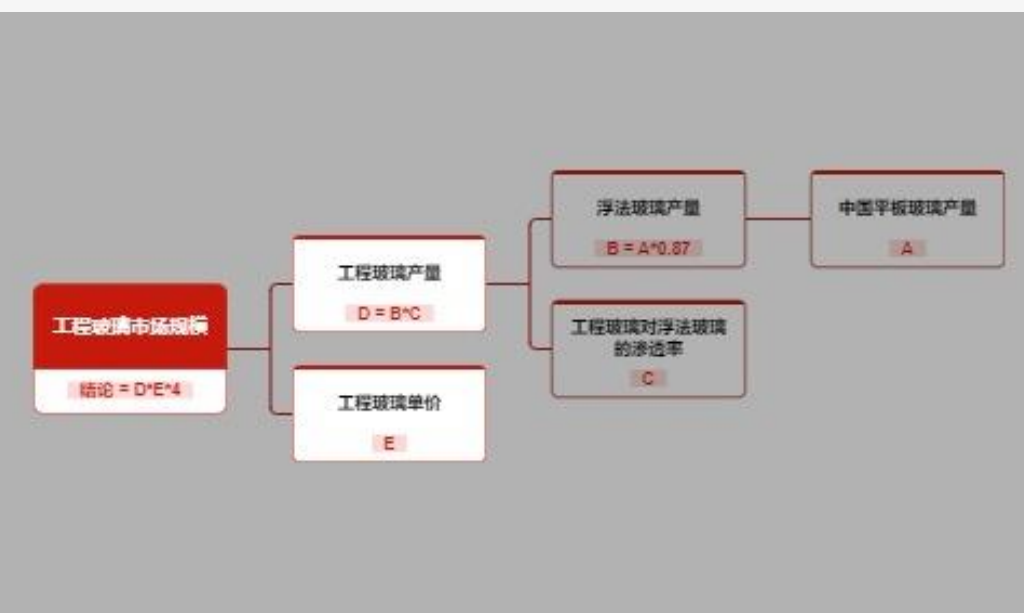 工程玻璃市场规模
结论 = D*E*4
工程玻璃产量
D = B*C
工程玻璃单价
E
浮法玻璃产量
B = A*0.87
工程玻璃对浮法玻璃
的渗透率
C
中国平板玻璃产量
A